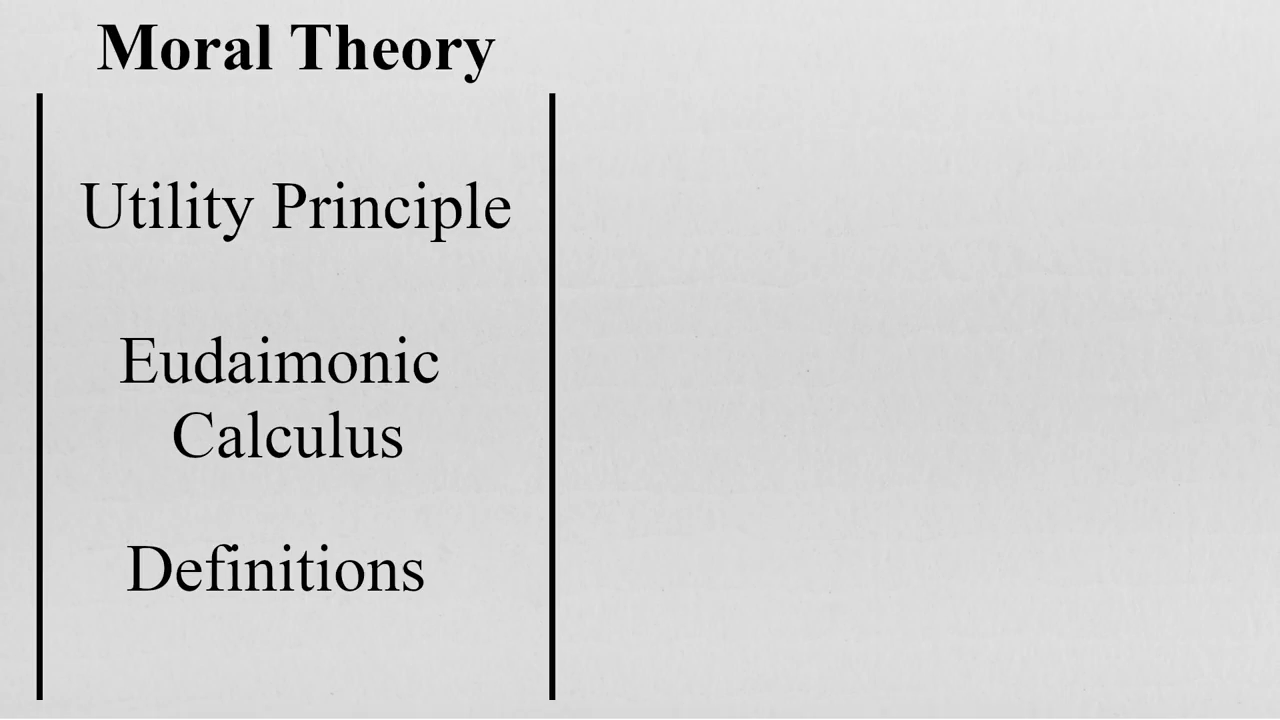 Moral Theory
Utility Principle
Eudaimonic
Calculus
Definitions